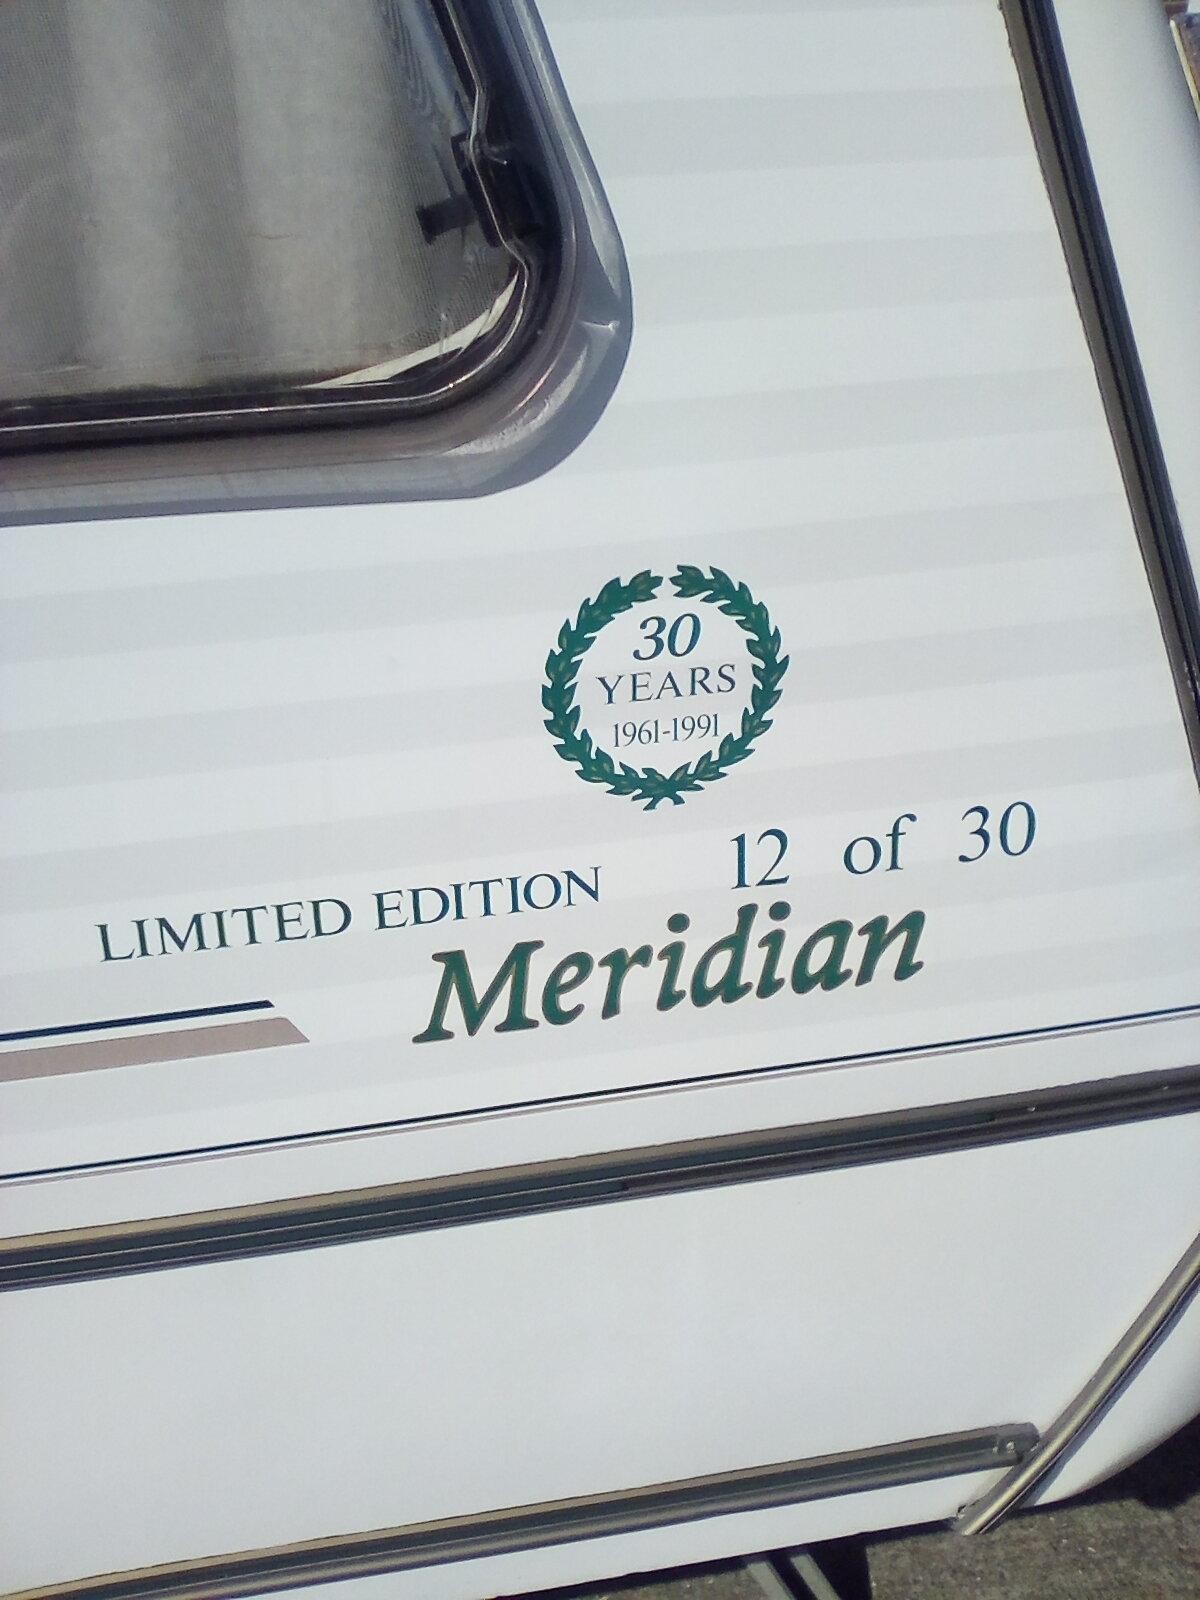 30
YEARS
1961-1991
LIMITED EDITION 12 of 30
Meridian